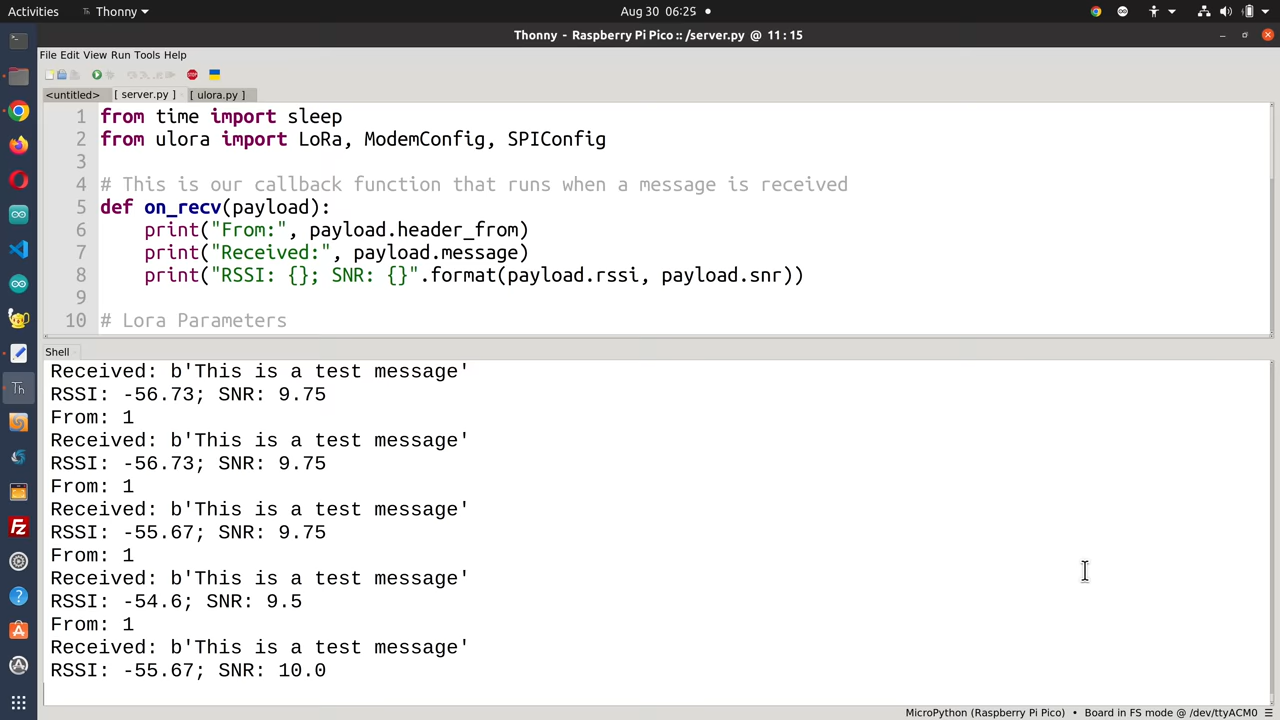 Activities Thonny Aug 30 06:25
Thonny - Raspberry Pi Pico :: /server.py @ 11 : 15
File Edit View Run Tools Help
<untitled> [ server.py ] [ ulora.py ]
1 from time import sleep
2 from ulora import LoRa, ModemConfig, SPIConfig
3
4 # This is our callback function that runs when a message is received
5 def on_recv(payload):
6 print("From:", payload.header_from)
7 print("Received:", payload.message)
8 print("RSSI: {}; SNR: {}".format(payload.rssi, payload.snr))
9
10 # Lora Parameters
Shell
Received: b'This is a test message'
RSSI: -56.73; SNR: 9.75
From: 1
Received: b'This is a test message'
RSSI: -56.73; SNR: 9.75
From: 1
Received: b'This is a test message'
RSSI: -55.67; SNR: 9.75
From: 1
Received: b'This is a test message'
RSSI: -54.6; SNR: 9.5
From: 1
Received: b'This is a test message'
RSSI: -55.67; SNR: 10.0
MicroPython (Raspberry Pi Pico) • Board in FS mode @ /dev/ttyACM0